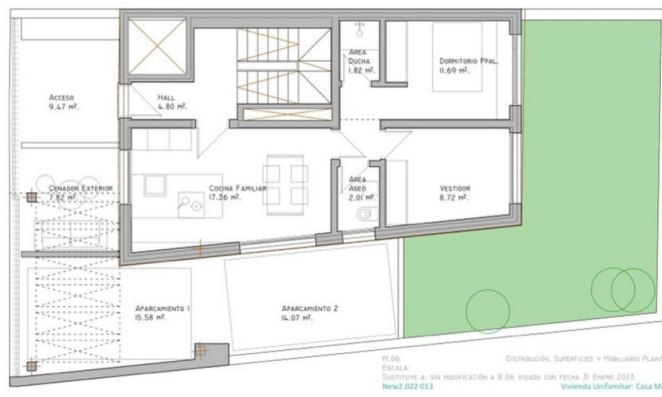 Acceso
9.47 m².
Hall
4.80 m².
Area
Ducha
1.82 m².
Dormitorio Ppal.
11.69 m².
Cenador Exterior
7.82 m².
Cocina Familiar
17.36 m².
Area
Aseo
2.01 m².
Vestidor
8.72 m².
Aparcamiento 1
15.58 m².
Aparcamiento 2
14.07 m².
M.06
Distribución, Superficies y Mobiliario Plant
Escala:
Sustituye a: sin modificación a B.06 Visado con fecha 31 Enero 2023
New2.022-013
Vivienda Unifamiliar: Casa M